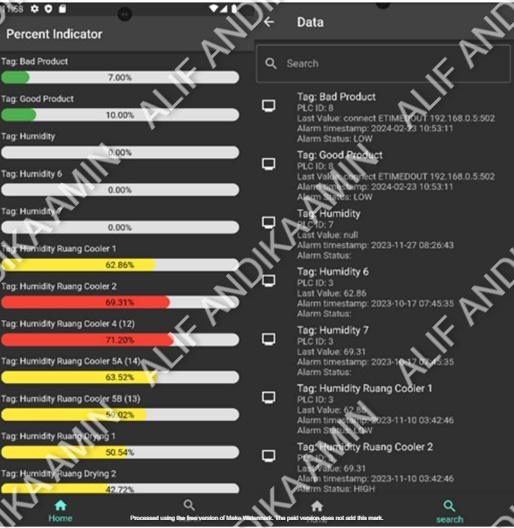 11:58
Percent Indicator
Tag: Bad Product
7.00%
Tag: Good Product
10.00%
Tag: Humidity
0.00%
Tag: Humidity 6
0.00%
Tag: Humidity 7
0.00%
Tag: Humidity Ruang Cooler 1
62.86%
Tag: Humidity Ruang Cooler 2
69.31%
Tag: Humidity Ruang Cooler 4 (12)
71.20%
Tag: Humidity Ruang Cooler 5A (14)
63.52%
Tag: Humidity Ruang Cooler 5B (13)
59.02%
Tag: Humidity Ruang Drying 1
50.54%
Tag: Humidity Ruang Drying 2
42.72%
Home
Data
Search
Tag: Bad Product
PLC ID: 8
Last Value: connect ETIMEDOUT 192.168.0.5:502
Alarm timestamp: 2024-02-23 10:53:11
Alarm Status: LOW
Tag: Good Product
PLC ID: 8
Last Value: connect ETIMEDOUT 192.168.0.5:502
Alarm timestamp: 2024-02-23 10:53:11
Alarm Status: LOW
Tag: Humidity
PLC ID: 7
Last Value: null
Alarm timestamp: 2023-11-27 08:26:43
Alarm Status:
Tag: Humidity 6
PLC ID: 3
Last Value: 62.86
Alarm timestamp: 2023-10-17 07:45:35
Alarm Status:
Tag: Humidity 7
PLC ID: 3
Last Value: 69.31
Alarm timestamp: 2023-10-17 07:45:35
Alarm Status:
Tag: Humidity Ruang Cooler 1
PLC ID: 3
Last Value: 62.86
Alarm timestamp: 2023-11-10 03:42:46
Alarm Status: LOW
Tag: Humidity Ruang Cooler 2
PLC ID: 3
Last Value: 69.31
Alarm timestamp: 2023-11-10 03:42:46
Alarm Status: HIGH
Home
search
ALIF ANDIKA AMIN
Processed using the free version of Make Watermark. The paid version does not add this mark.